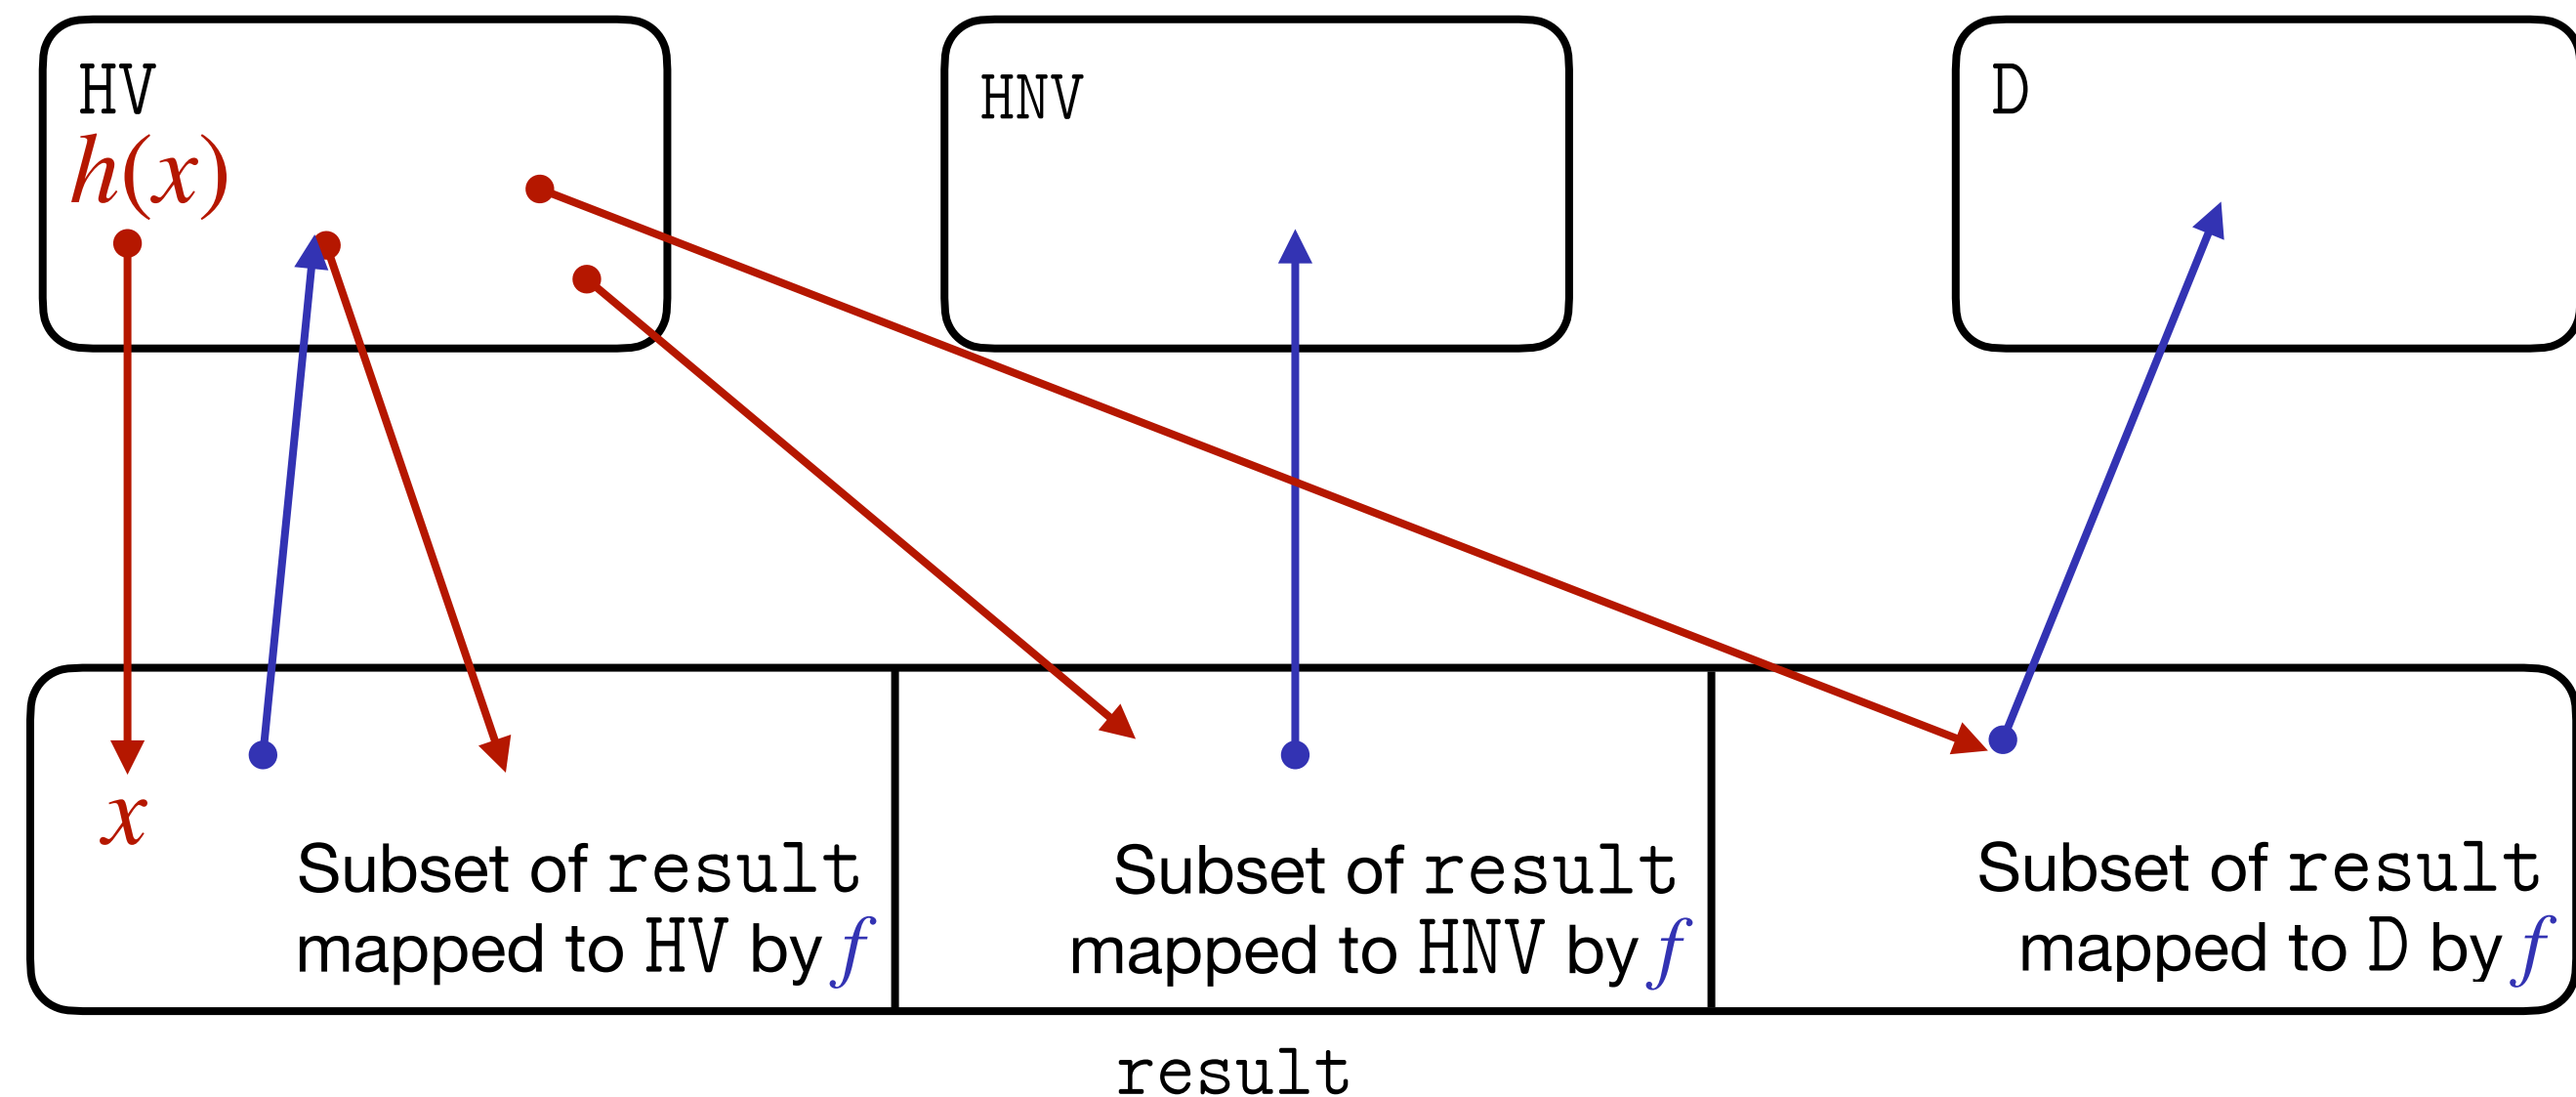 HV
HNV
D
h(x)
x
Subset of result
mapped to HV by f
Subset of result
mapped to HNV by f
Subset of result
mapped to D by f
result